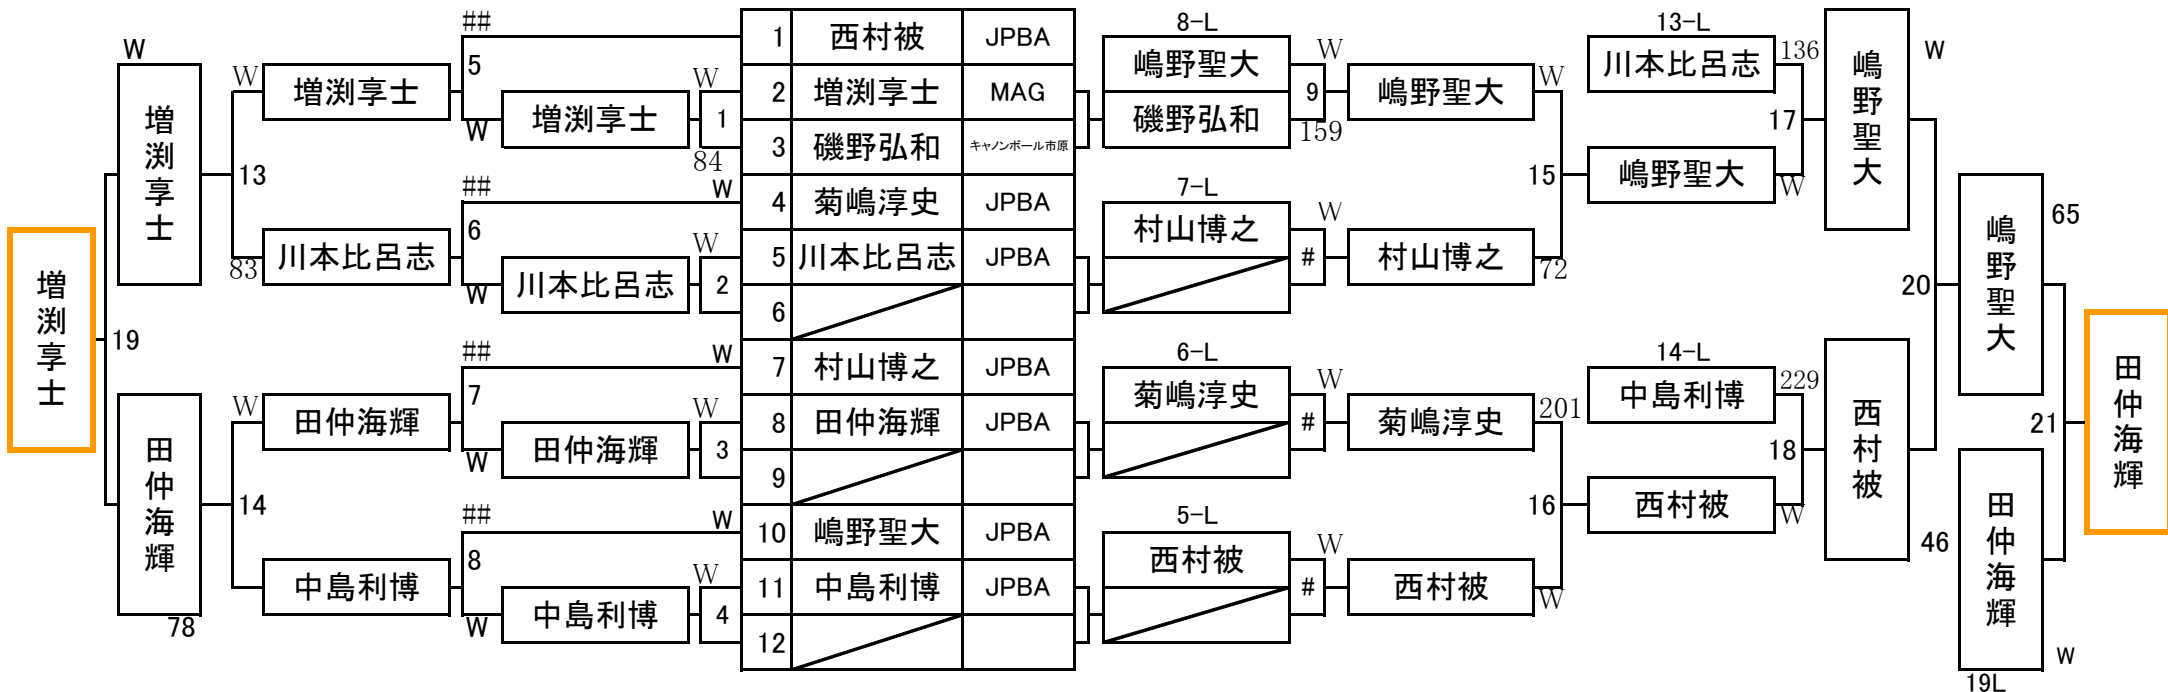 ## 8-L 13-L
W W 5 1 西村被 JPBA 嶋野聖大 W 川本比呂志 136 W
増渕享士 増渕享士 W 2 増渕享士 MAG 9 嶋野聖大 W 嶋野聖大
W 増渕享士 1 磯野弘和 159 17
84 3 磯野弘和 キャノンボール市原
13 ## W 7-L 15 嶋野聖大 W
4 菊嶋淳史 JPBA 村山博之 W 65
6 W 嶋野聖大
83 川本比呂志 5 川本比呂志 JPBA # 村山博之 72
W 川本比呂志 2 20
増渕享士 6
19 ## W 6-L 14-L
7 村山博之 JPBA 菊嶋淳史 W 中島利博 229
W 田仲海輝 7 W 8 田仲海輝 JPBA # 菊嶋淳史 201 西村被 21 田仲海輝
W 田仲海輝 3 18
田仲海輝 9
14 ## W 5-L 16 西村被 W
10 嶋野聖大 JPBA 西村被 W 46 田仲海輝
8 W
中島利博 11 中島利博 JPBA # 西村被 W
78 W 中島利博 4
12 W
19L